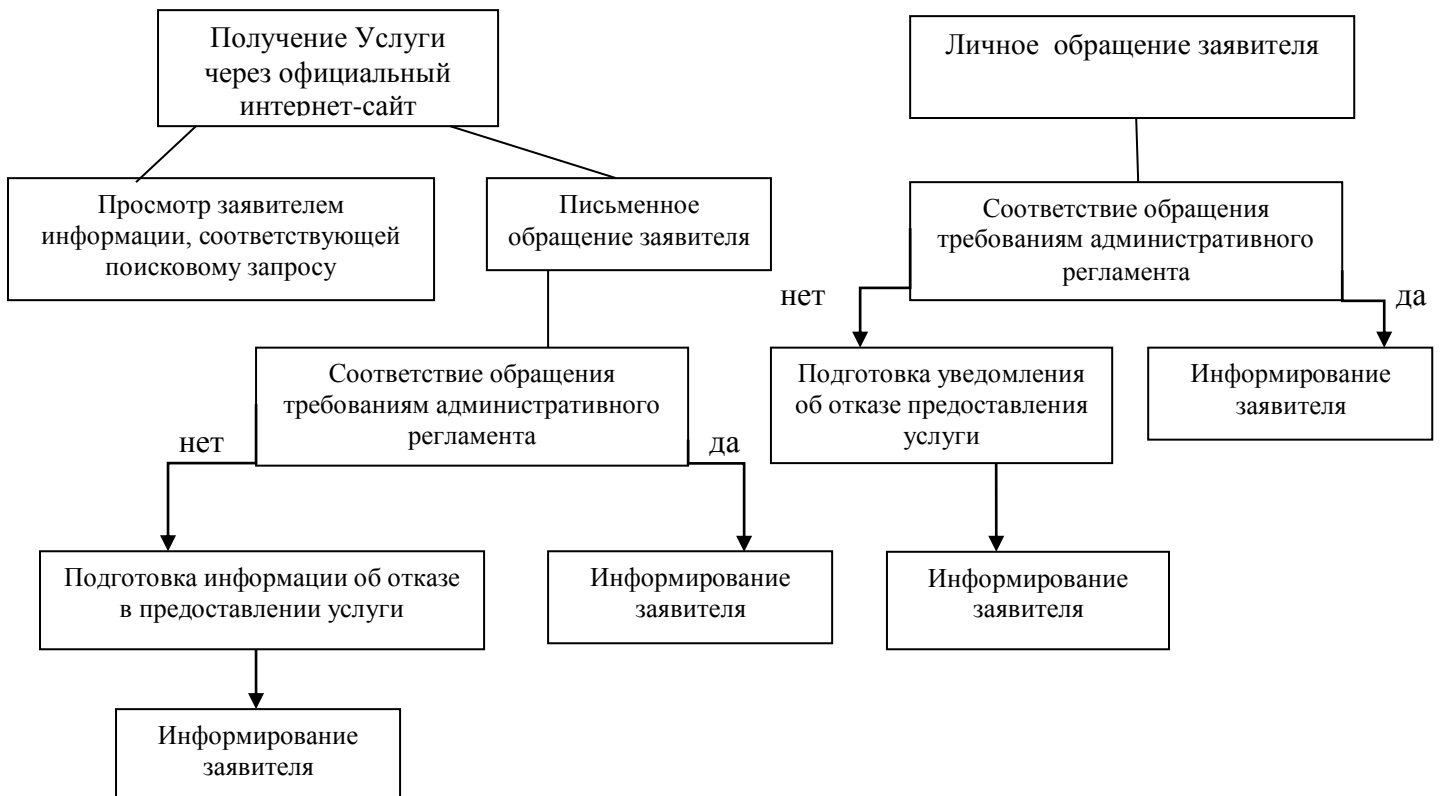 Получение Услуги
через официальный
интернет-сайт
Личное обращение заявителя
Просмотр заявителем
информации, соответствующей
поисковому запросу
Письменное
обращение заявителя
Соответствие обращения
требованиям административного
регламента
нет
да
Соответствие обращения
требованиям административного
регламента
Подготовка уведомления
об отказе предоставления
услуги
Информирование
заявителя
нет
да
Подготовка информации об отказе
в предоставлении услуги
Информирование
заявителя
Информирование
заявителя
Информирование
заявителя